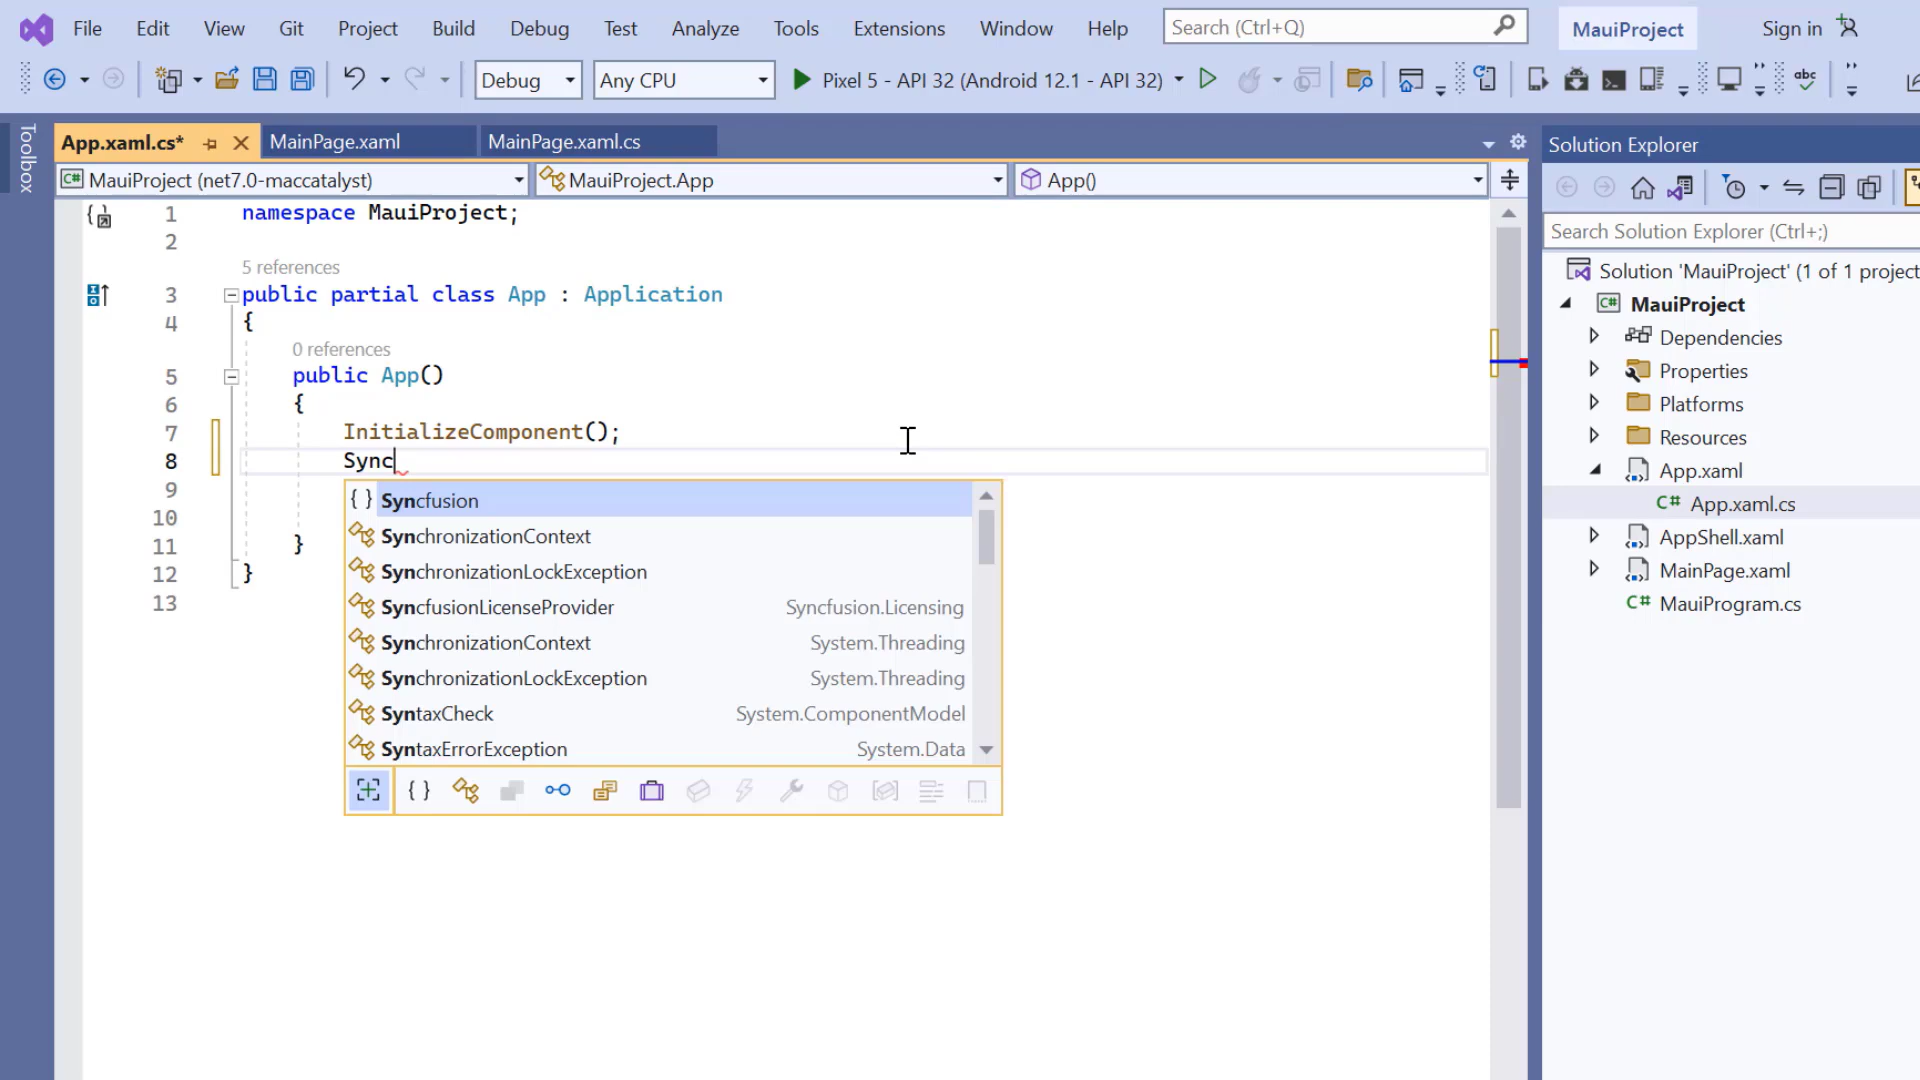 File Edit View Git Project Build Debug Test Analyze Tools Extensions Window Help Search (Ctrl+Q) MauiProject Sign in
Debug Any CPU Pixel 5 - API 32 (Android 12.1 - API 32) abc
Toolbox
App.xaml.cs* MainPage.xaml MainPage.xaml.cs
C# MauiProject (net7.0-maccatalyst) MauiProject.App App()
1 namespace MauiProject;
2
5 references
3 public partial class App : Application
4 {
0 references
5 public App()
6 {
7 InitializeComponent();
8 Sync
9
10
11 }
12 }
13
{ } Syncfusion
SynchronizationContext
SynchronizationLockException
SyncfusionLicenseProvider Syncfusion.Licensing
SynchronizationContext System.Threading
SynchronizationLockException System.Threading
SyntaxCheck System.ComponentModel
SyntaxErrorException System.Data
{ }
Solution Explorer
Search Solution Explorer (Ctrl+;)
Solution 'MauiProject' (1 of 1 project
C# MauiProject
Dependencies
Properties
Platforms
Resources
App.xaml
C# App.xaml.cs
AppShell.xaml
MainPage.xaml
C# MauiProgram.cs